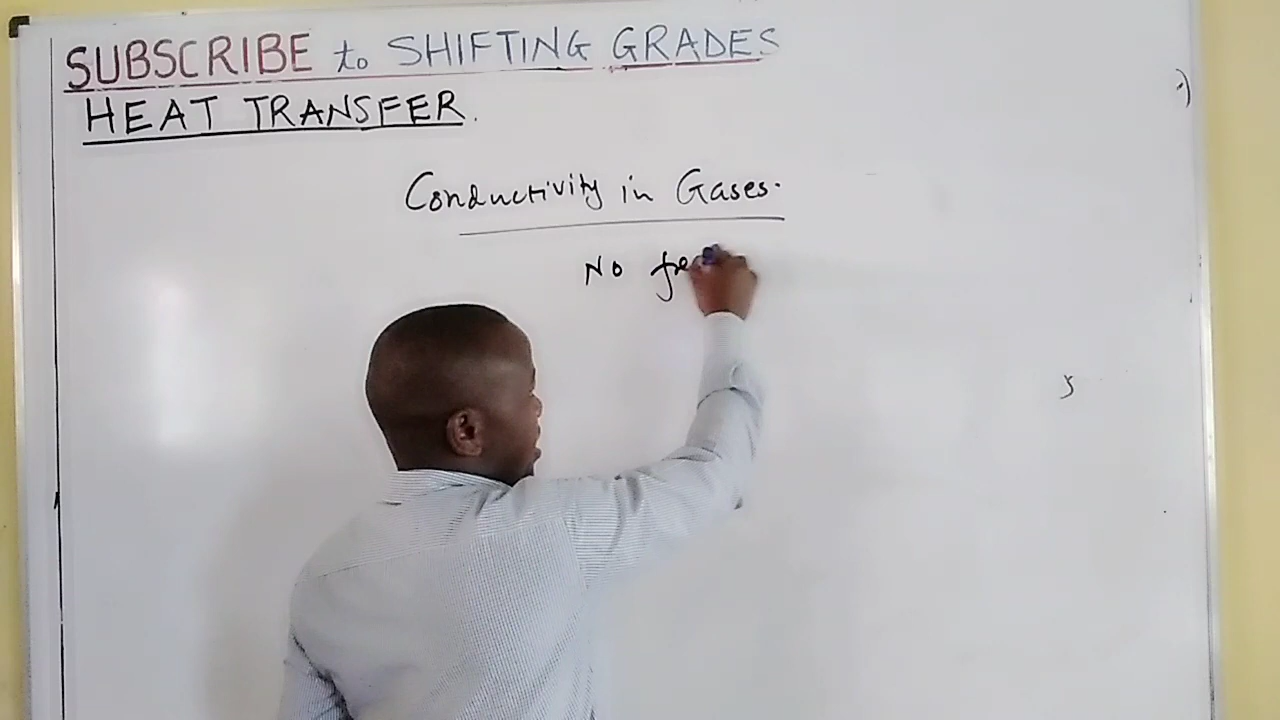 SUBSCRIBE to SHIFTING GRADES
HEAT TRANSFER.
Conductivity in Gases.
No